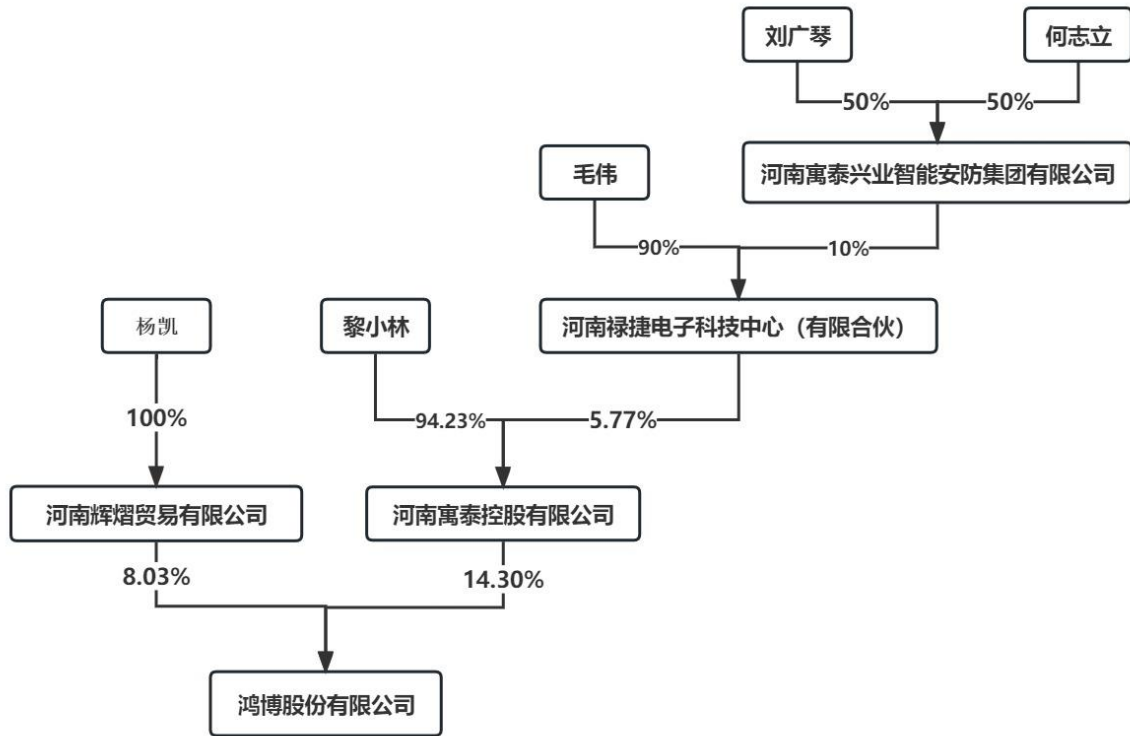 刘广琴
何志立
50%
50%
毛伟
河南寓泰兴业智能安防集团有限公司
90%
10%
杨凯
黎小林
河南禄捷电子科技中心（有限合伙）
100%
94.23%
5.77%
河南辉熠贸易有限公司
河南寓泰控股有限公司
8.03%
14.30%
鸿博股份有限公司